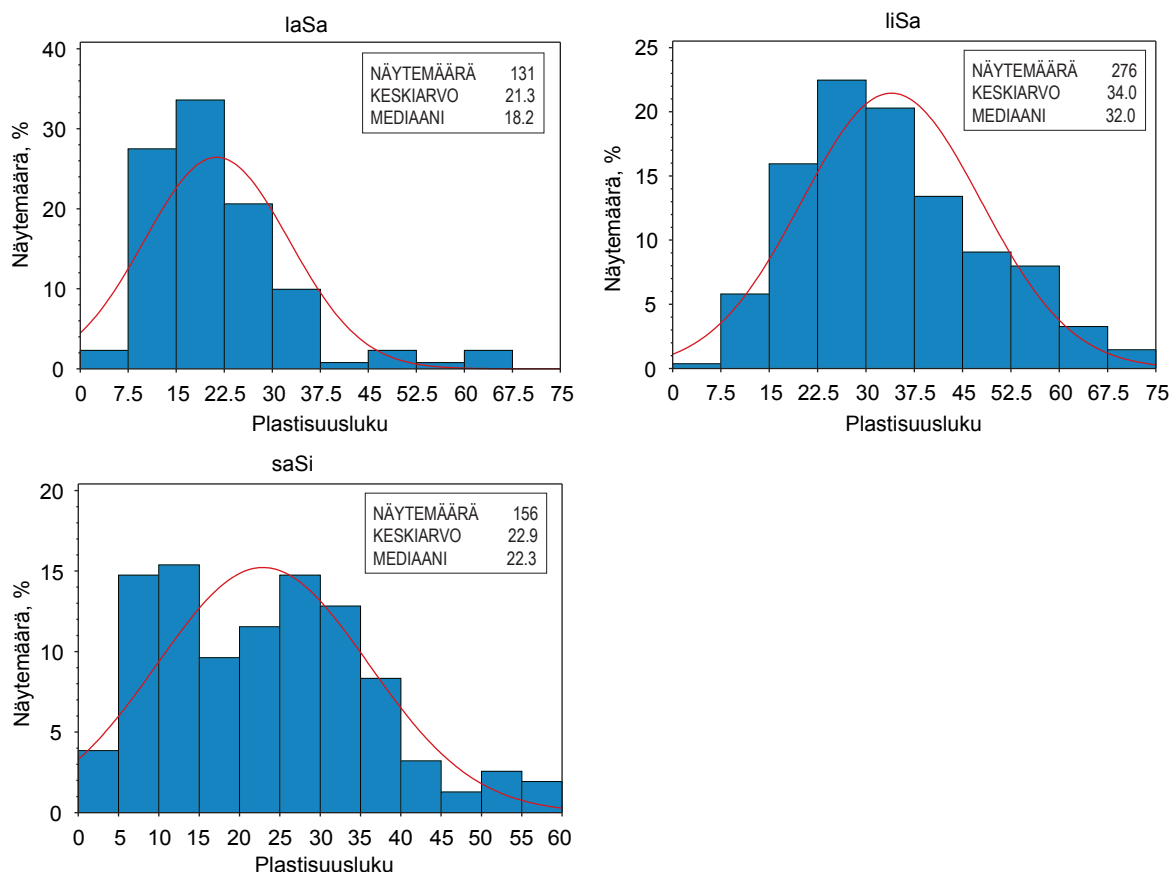 laSa
NÄYTEMÄÄRÄ 131
KESKIARVO 21.3
MEDIAANI 18.2
Näytemäärä, %
40
30
20
10
0
0 7.5 15 22.5 30 37.5 45 52.5 60 67.5 75
Plastisuusluku
liSa
NÄYTEMÄÄRÄ 276
KESKIARVO 34.0
MEDIAANI 32.0
Näytemäärä, %
25
20
15
10
5
0
0 7.5 15 22.5 30 37.5 45 52.5 60 67.5 75
Plastisuusluku
saSi
NÄYTEMÄÄRÄ 156
KESKIARVO 22.9
MEDIAANI 22.3
Näytemäärä, %
20
15
10
5
0
0 5 10 15 20 25 30 35 40 45 50 55 60
Plastisuusluku